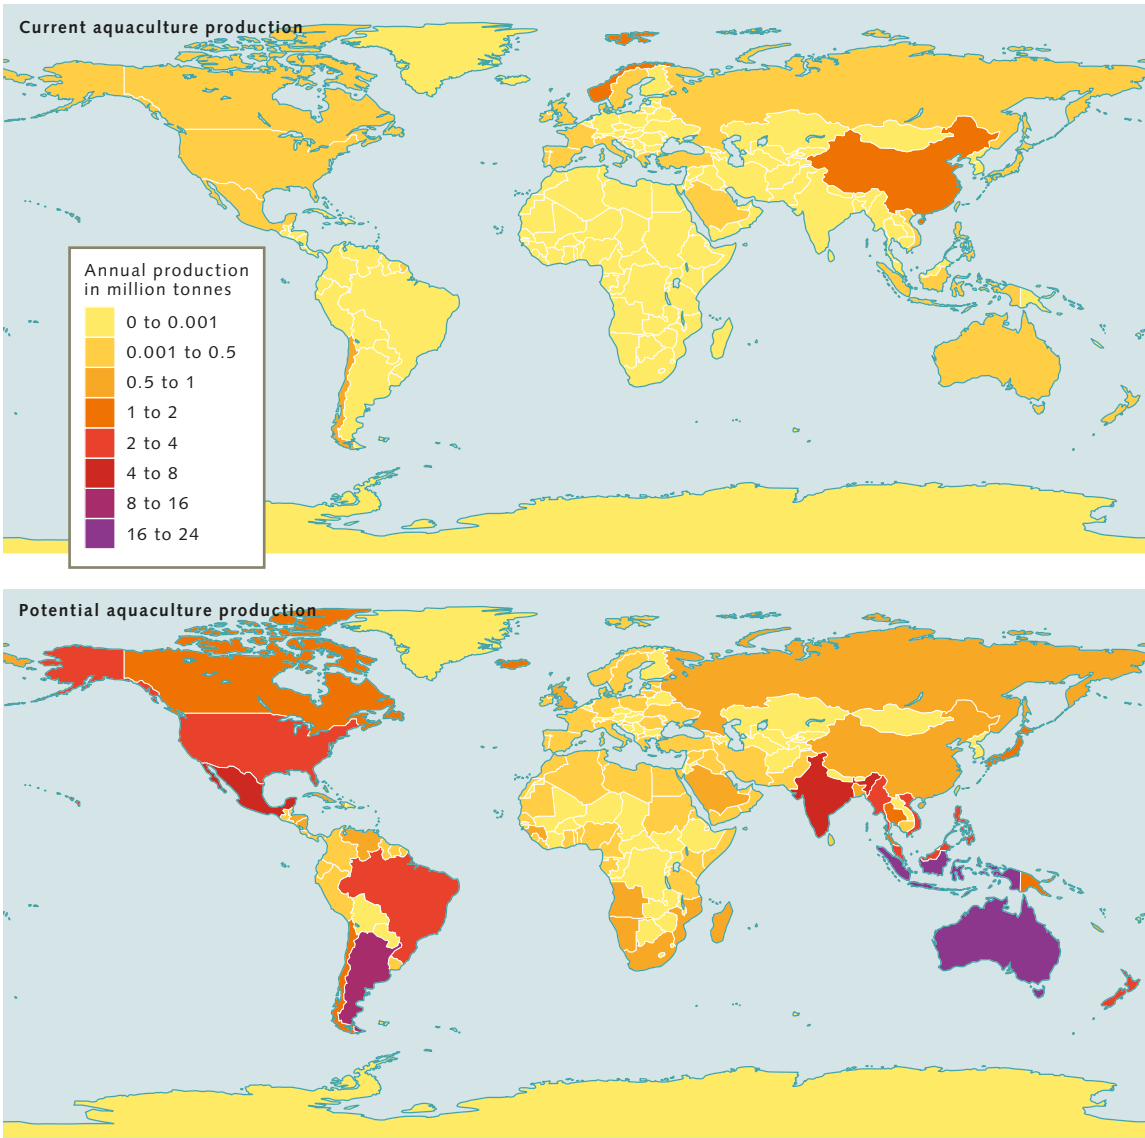 Current aquaculture production
Annual production
in million tonnes
0 to 0.001
0.001 to 0.5
0.5 to 1
1 to 2
2 to 4
4 to 8
8 to 16
16 to 24
Potential aquaculture production